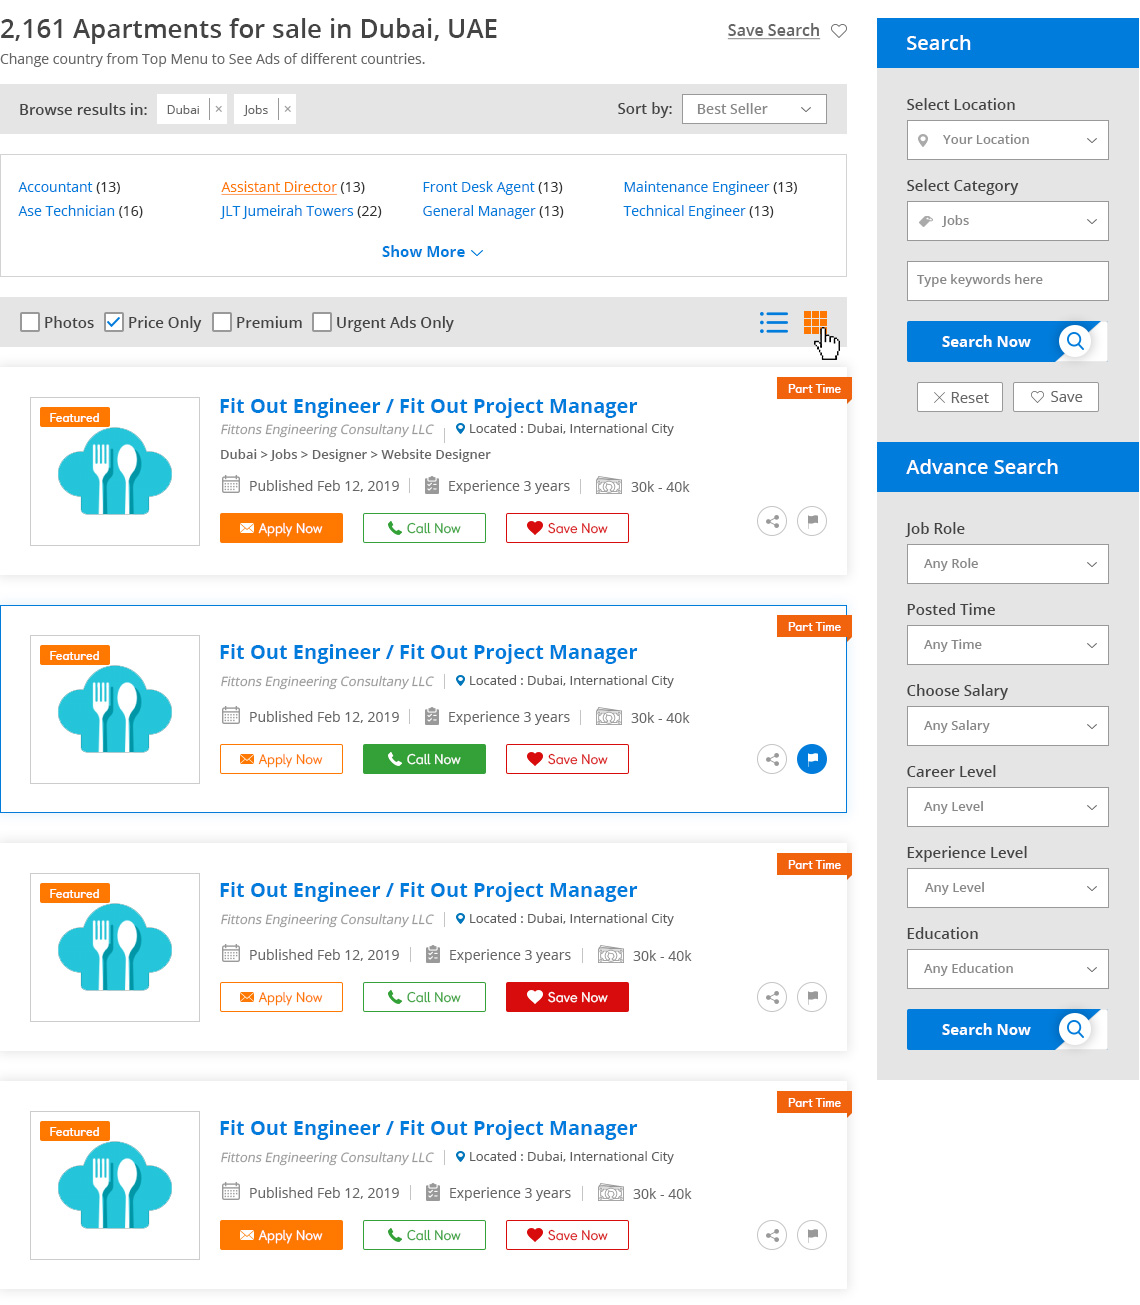 2,161 Apartments for sale in Dubai, UAE
Save Search
Change country from Top Menu to See Ads of different countries.
Browse results in: Dubai × Jobs ×
Sort by: Best Seller
Accountant (13) Assistant Director (13) Front Desk Agent (13) Maintenance Engineer (13)
Ase Technician (16) JLT Jumeirah Towers (22) General Manager (13) Technical Engineer (13)
Show More
Photos Price Only Premium Urgent Ads Only
Part Time
Featured
Fit Out Engineer / Fit Out Project Manager
Fittons Engineering Consultany LLC Located : Dubai, International City
Dubai > Jobs > Designer > Website Designer
Published Feb 12, 2019 Experience 3 years 30k - 40k
Apply Now Call Now Save Now
Part Time
Featured
Fit Out Engineer / Fit Out Project Manager
Fittons Engineering Consultany LLC Located : Dubai, International City
Published Feb 12, 2019 Experience 3 years 30k - 40k
Apply Now Call Now Save Now
Part Time
Featured
Fit Out Engineer / Fit Out Project Manager
Fittons Engineering Consultany LLC Located : Dubai, International City
Published Feb 12, 2019 Experience 3 years 30k - 40k
Apply Now Call Now Save Now
Part Time
Featured
Fit Out Engineer / Fit Out Project Manager
Fittons Engineering Consultany LLC Located : Dubai, International City
Published Feb 12, 2019 Experience 3 years 30k - 40k
Apply Now Call Now Save Now
Search
Select Location
Your Location
Select Category
Jobs
Type keywords here
Search Now
Reset Save
Advance Search
Job Role
Any Role
Posted Time
Any Time
Choose Salary
Any Salary
Career Level
Any Level
Experience Level
Any Level
Education
Any Education
Search Now